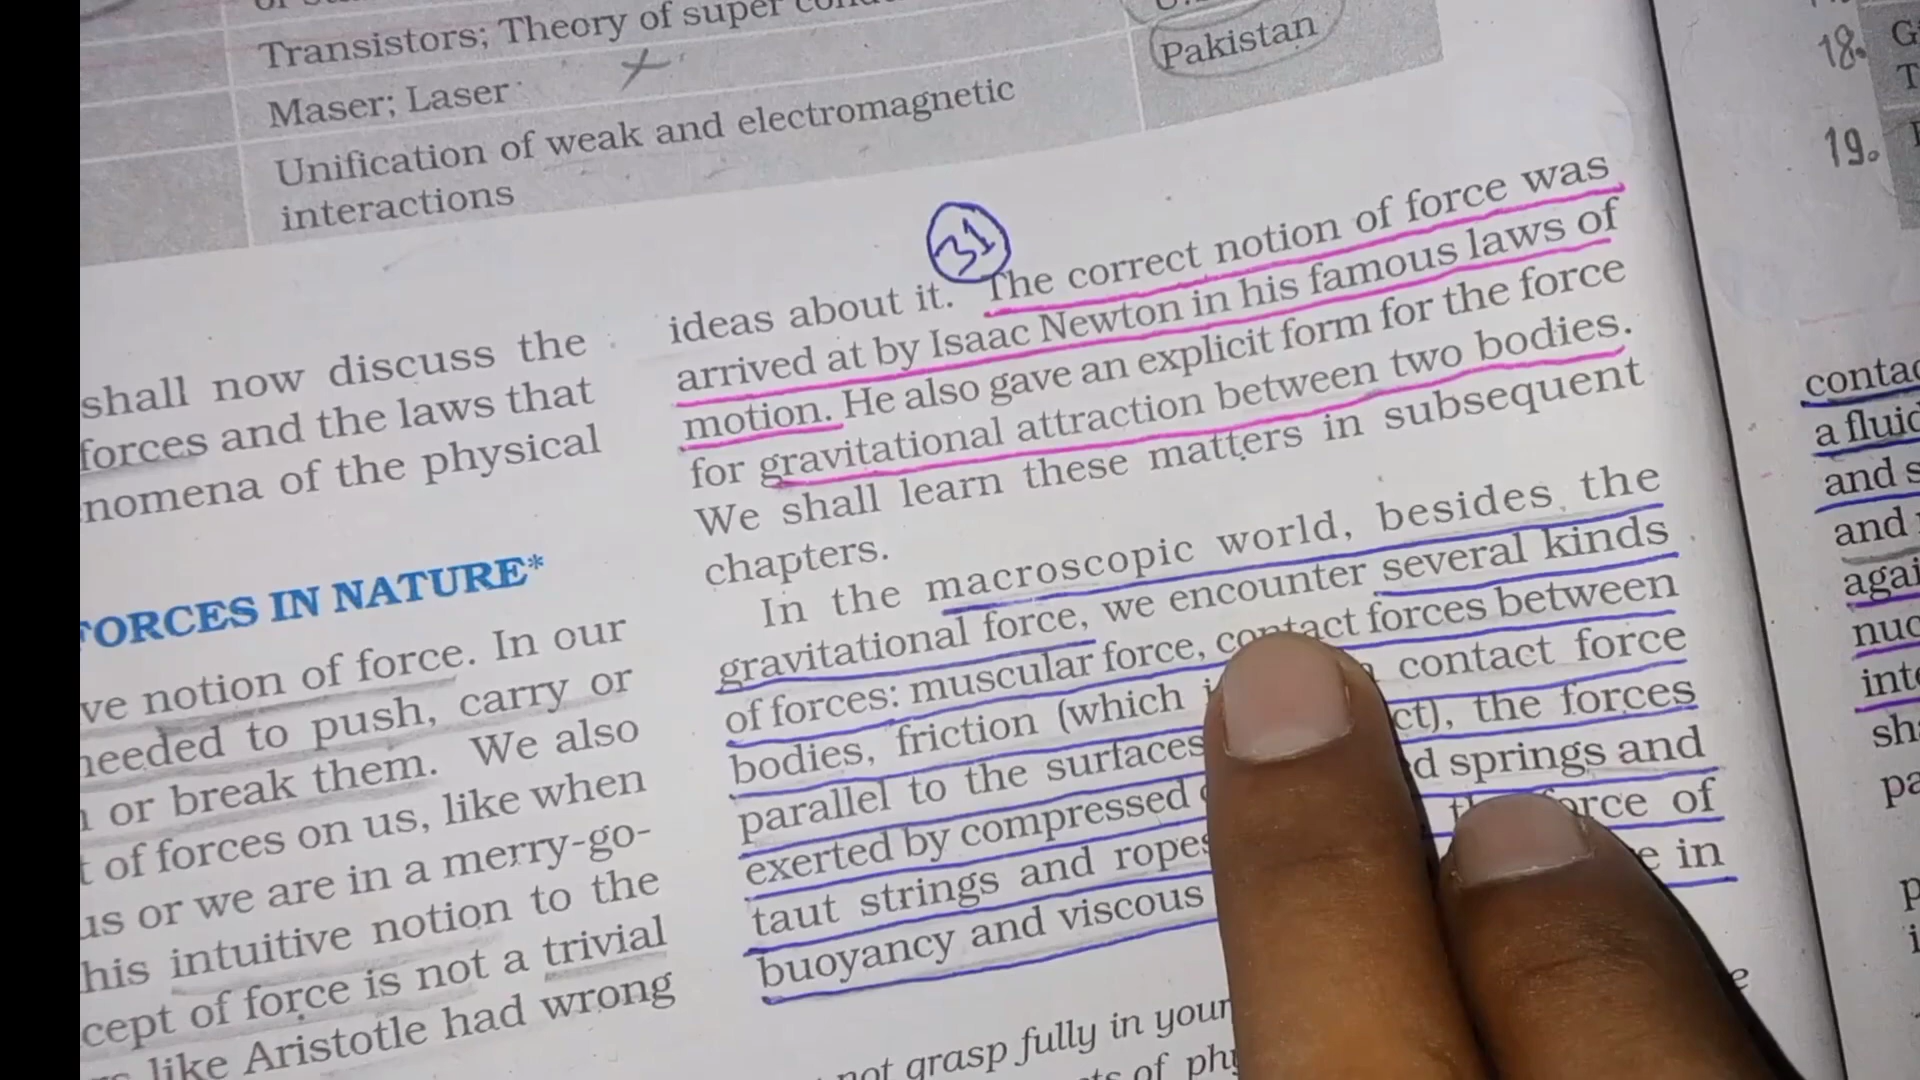 Transistors; Theory of super
Maser; Laser
Pakistan
Unification of weak and electromagnetic
interactions
shall now discuss the
forces and the laws that
nomena of the physical
FORCES IN NATURE*
ve notion of force. In our
needed to push, carry or
or break them. We also
t of forces on us, like when
us or we are in a merry-go-
his intuitive notion to the
cept of force is not a trivial
like Aristotle had wrong
31
ideas about it. The correct notion of force was
arrived at by Isaac Newton in his famous laws of
motion. He also gave an explicit form for the force
for gravitational attraction between two bodies.
We shall learn these matters in subsequent
chapters.
In the macroscopic world, besides the
gravitational force, we encounter several kinds
of forces: muscular force, contact forces between
bodies, friction (which contact force
parallel to the surfaces ct), the forces
exerted by compressed d springs and
taut strings and ropes force of
buoyancy and viscous in
not grasp fully in your
of
18.
19.
contac
a fluid
and s
and
agai
nuc
inte
sha
pa